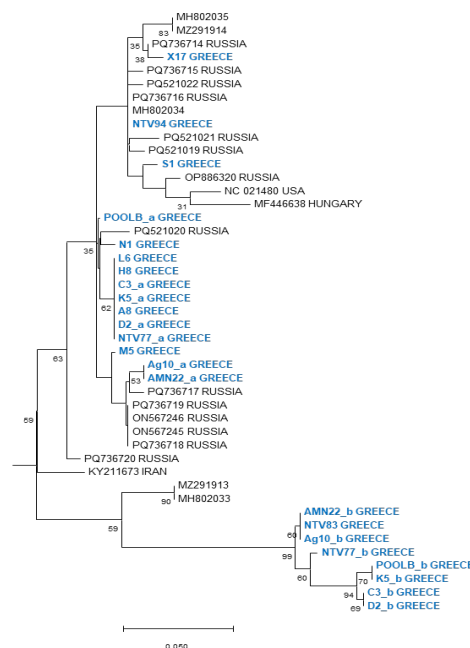 MH802035
MZ291914
83
35
PQ736714 RUSSIA
38
X17 GREECE
PQ736715 RUSSIA
PQ521022 RUSSIA
PQ736716 RUSSIA
MH802034
NTV94 GREECE
PQ521021 RUSSIA
PQ521019 RUSSIA
S1 GREECE
OP886320 RUSSIA
NC 021480 USA
31
MF446638 HUNGARY
POOLB_a GREECE
PQ521020 RUSSIA
35
N1 GREECE
L6 GREECE
H8 GREECE
C3_a GREECE
K5_a GREECE
62
A8 GREECE
D2_a GREECE
NTV77_a GREECE
M5 GREECE
63
Ag10_a GREECE
53
AMN22_a GREECE
PQ736717 RUSSIA
PQ736719 RUSSIA
ON567246 RUSSIA
ON567245 RUSSIA
PQ736718 RUSSIA
59
PQ736720 RUSSIA
KY211673 IRAN
MZ291913
90
MH802033
59
AMN22_b GREECE
NTV83 GREECE
60
Ag10_b GREECE
99
NTV77_b GREECE
60
POOLB_b GREECE
70
K5_b GREECE
94
C3_b GREECE
69
D2_b GREECE
0.050